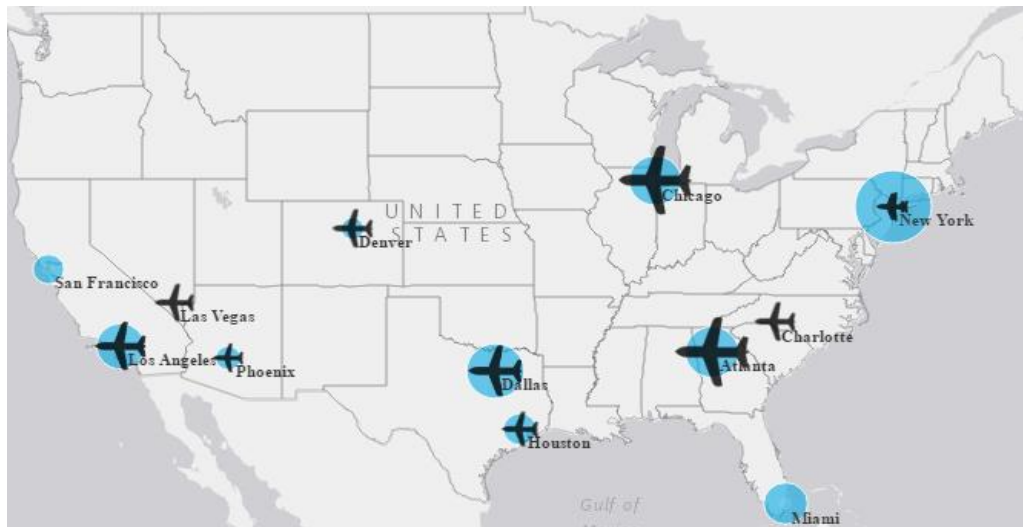 UNITED
STATES
Chicago
New York
Denver
San Francisco
Las Vegas
Los Angeles
Phoenix
Dallas
Houston
Charlotte
Atlanta
Gulf of
Miami